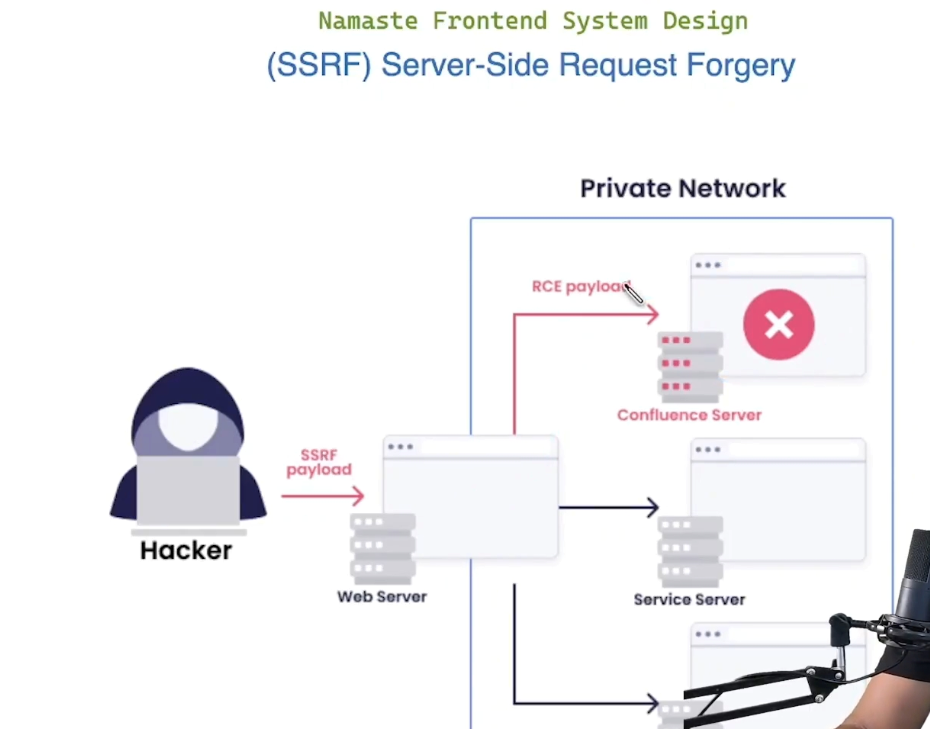 Namaste Frontend System Design
(SSRF) Server-Side Request Forgery
Private Network
RCE payload
Confluence Server
SSRF
payload
Hacker
Web Server
Service Server